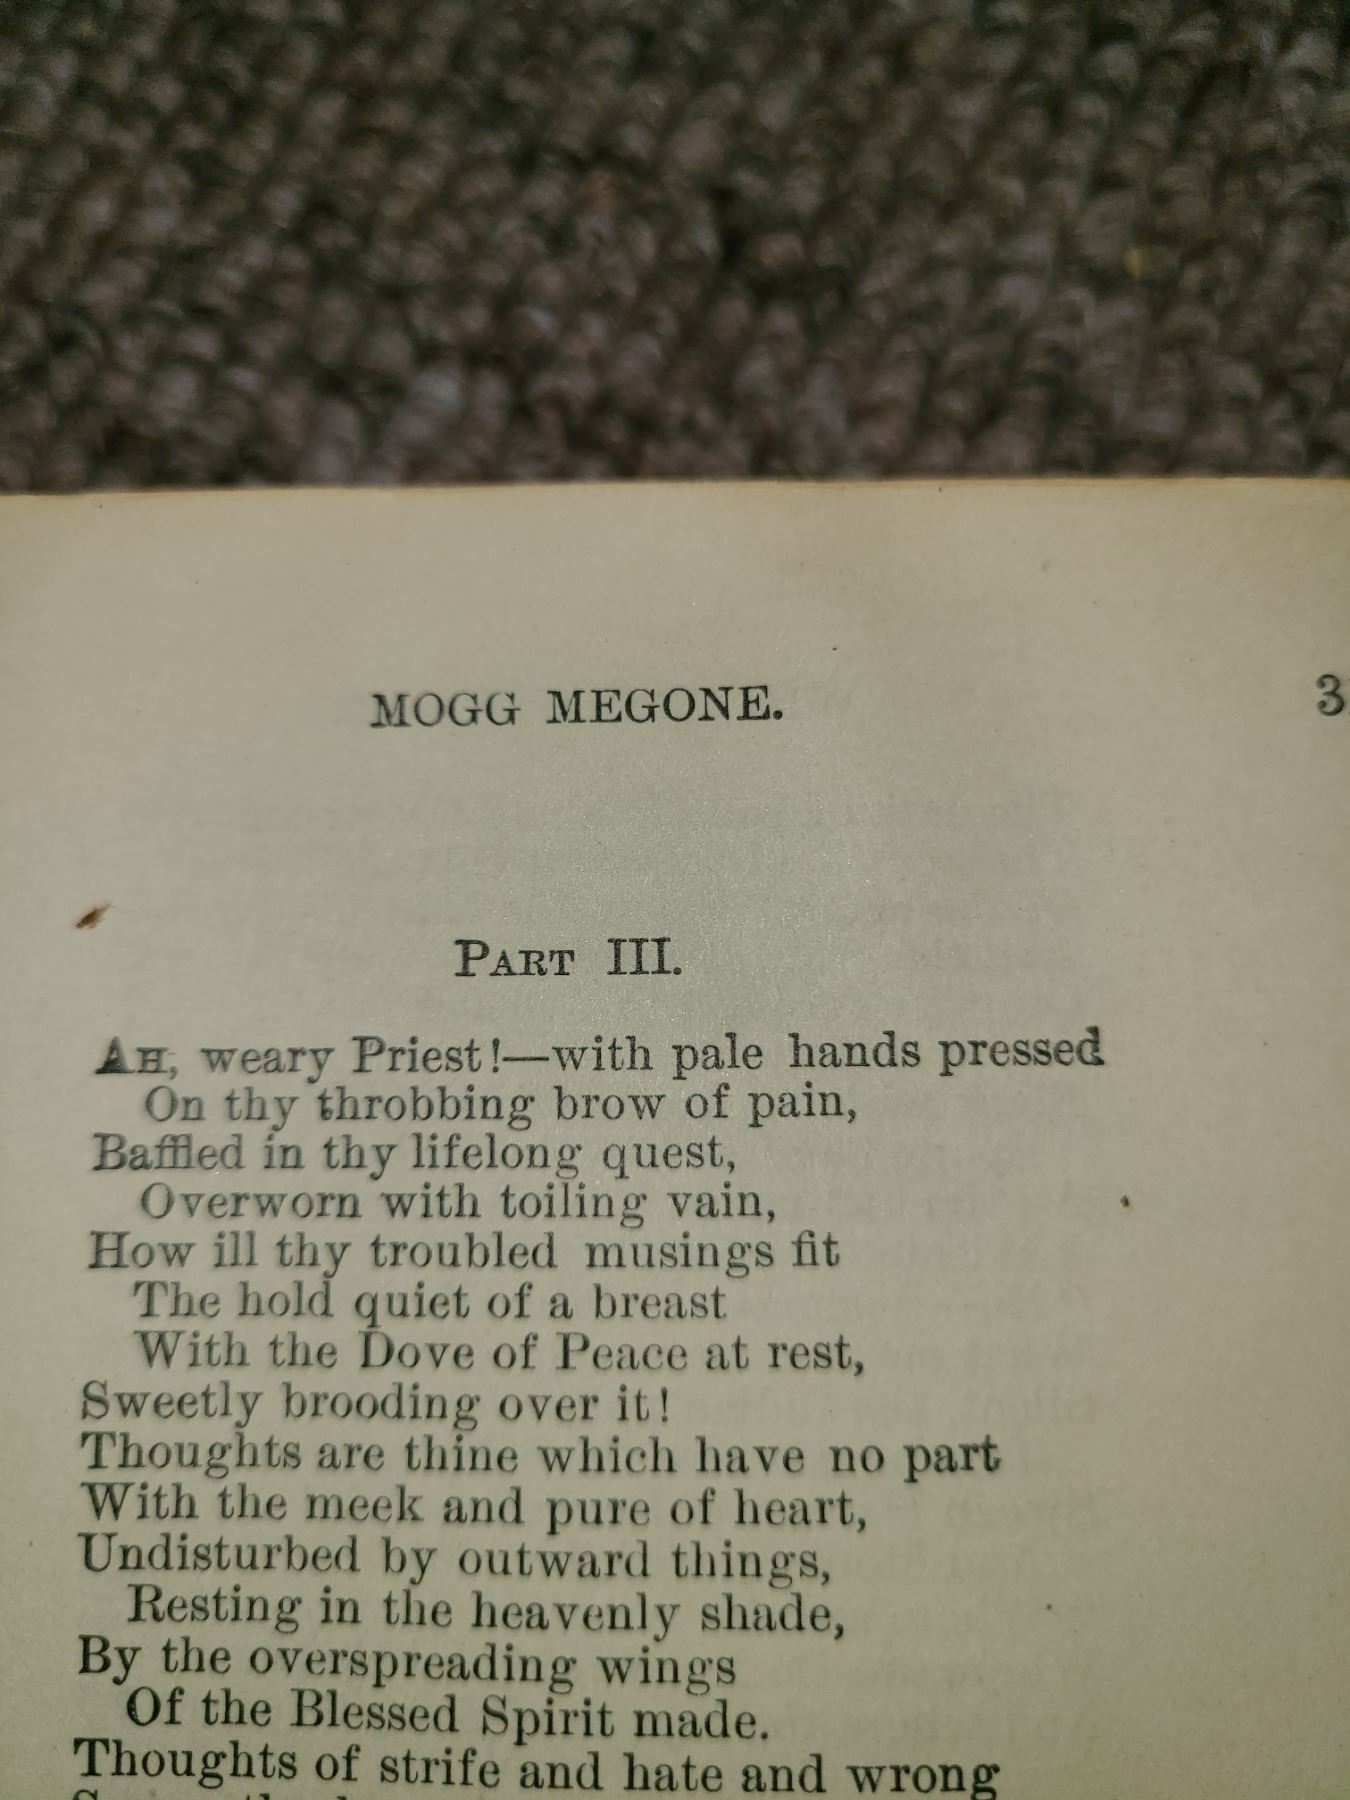 MOGG MEGONE. 3
PART III.
AH, weary Priest!—with pale hands pressed
On thy throbbing brow of pain,
Baffled in thy lifelong quest,
Overworn with toiling vain,
How ill thy troubled musings fit
The hold quiet of a breast
With the Dove of Peace at rest,
Sweetly brooding over it!
Thoughts are thine which have no part
With the meek and pure of heart,
Undisturbed by outward things,
Resting in the heavenly shade,
By the overspreading wings
Of the Blessed Spirit made.
Thoughts of strife and hate and wrong